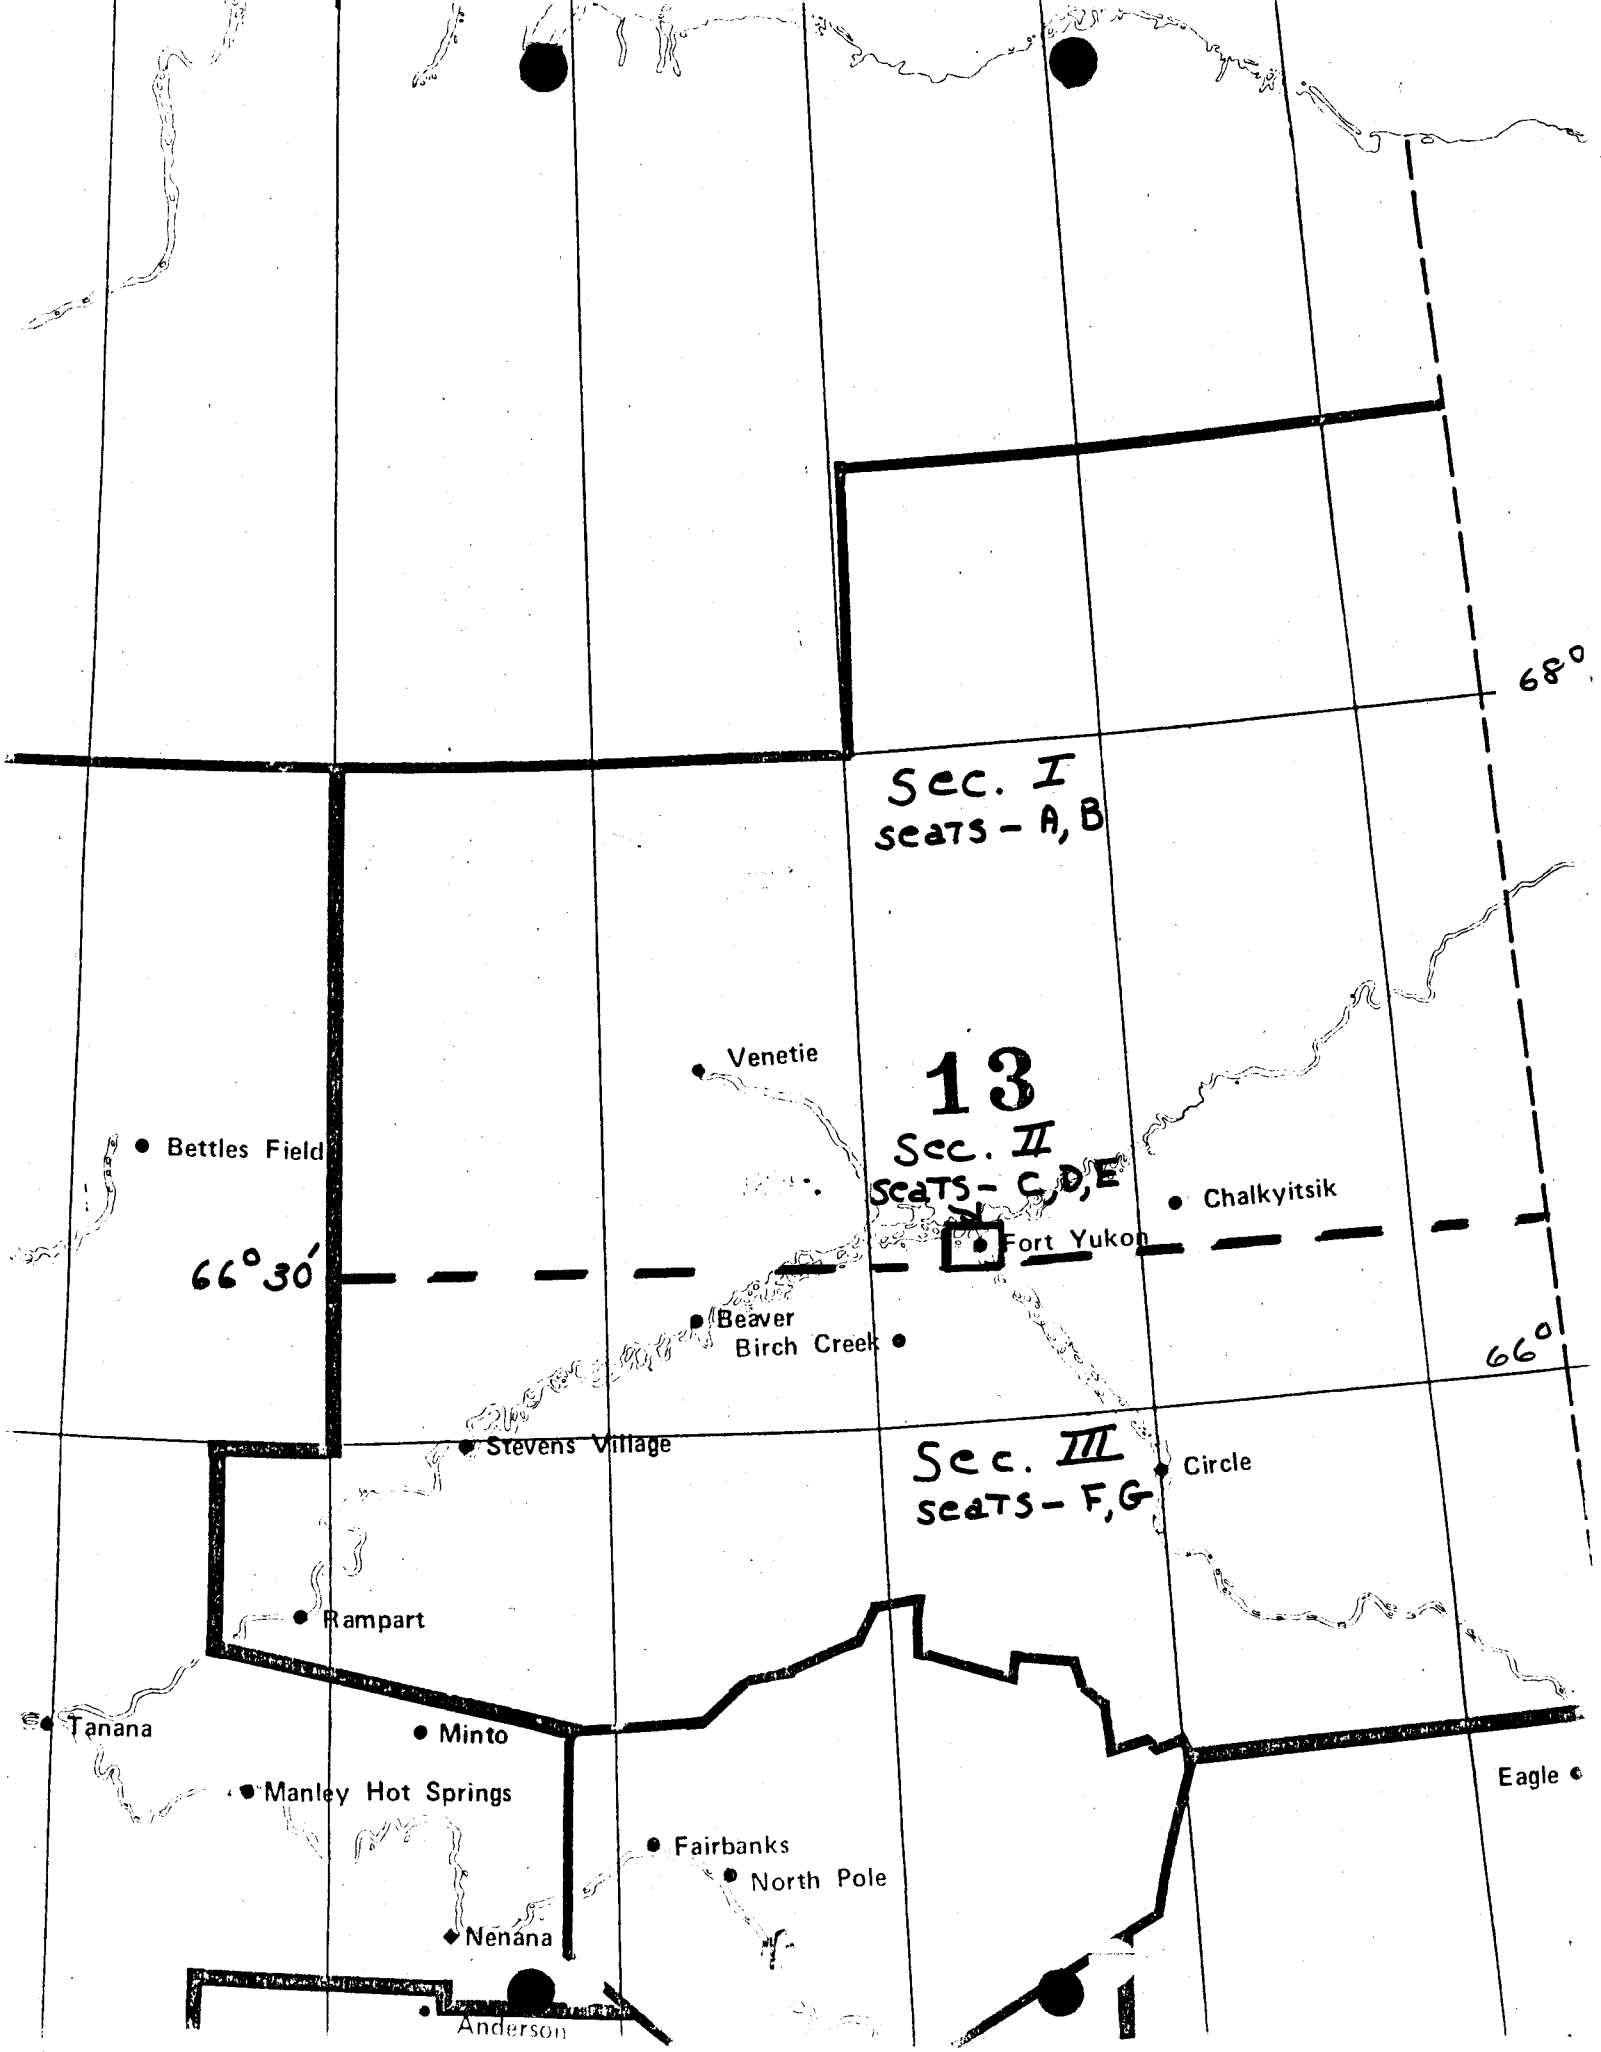 68°
Sec. I
seats - A, B
Venetie
13
Bettles Field
Sec. II
seats - C, D, E
Chalkyitsik
Fort Yukon
66° 30'
Beaver
Birch Creek
66°
Stevens Village
Sec. III
seats - F, G
Circle
Rampart
Tanana
Minto
Eagle
Manley Hot Springs
Fairbanks
North Pole
Nenana
Anderson